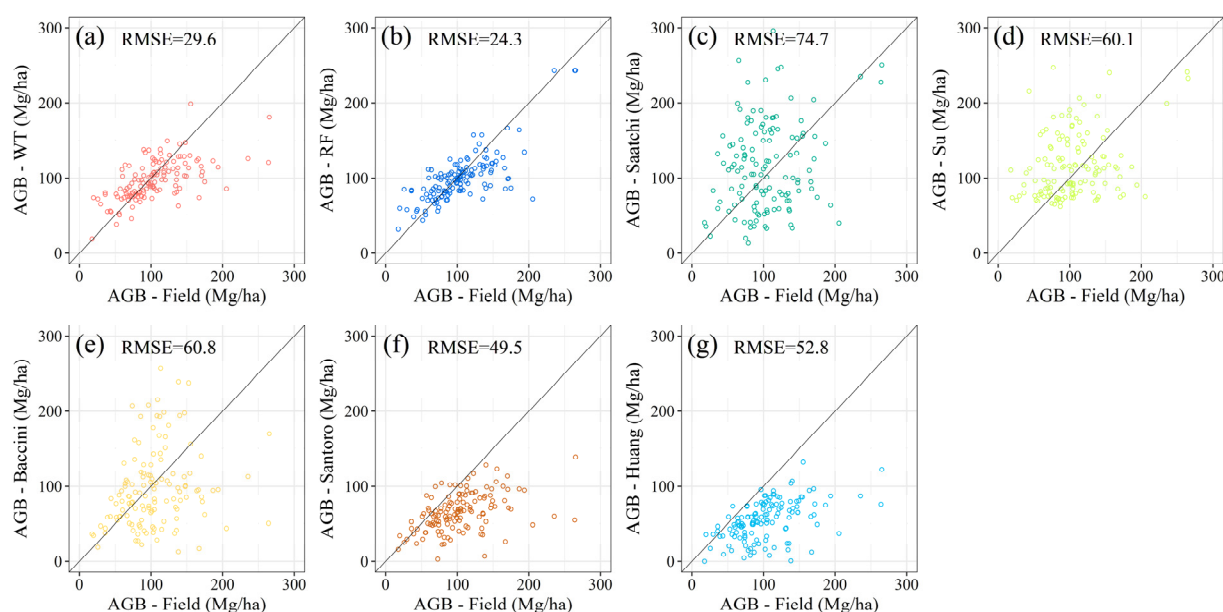 (a) RMSE=29.6
AGB - WT (Mg/ha)
300
200
100
0
0 100 200 300
AGB - Field (Mg/ha)
(b) RMSE=24.3
AGB - RF (Mg/ha)
300
200
100
0
0 100 200 300
AGB - Field (Mg/ha)
(c) RMSE=74.7
AGB - Saatchi (Mg/ha)
300
200
100
0
0 100 200 300
AGB - Field (Mg/ha)
(d) RMSE=60.1
AGB - Su (Mg/ha)
300
200
100
0
0 100 200 300
AGB - Field (Mg/ha)
(e) RMSE=60.8
AGB - Baccini (Mg/ha)
300
200
100
0
0 100 200 300
AGB - Field (Mg/ha)
(f) RMSE=49.5
AGB - Santoro (Mg/ha)
300
200
100
0
0 100 200 300
AGB - Field (Mg/ha)
(g) RMSE=52.8
AGB - Huang (Mg/ha)
300
200
100
0
0 100 200 300
AGB - Field (Mg/ha)